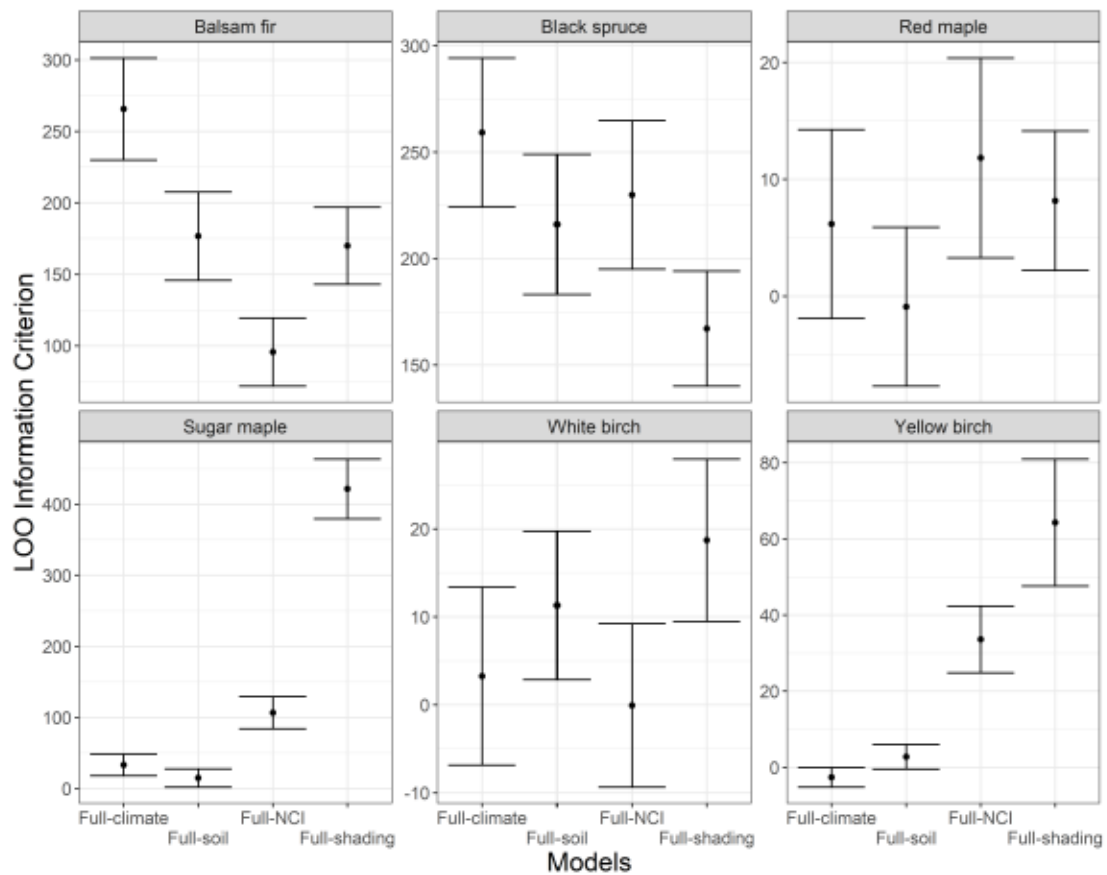 Balsam fir
Black spruce
Red maple
300
250
200
150
100
300
250
200
150
20
10
0
Sugar maple
White birch
Yellow birch
400
300
200
100
0
20
10
0
-10
80
60
40
20
0
Full-climate
Full-soil
Full-NCI
Full-shading
Full-climate
Full-soil
Full-NCI
Full-shading
Full-climate
Full-soil
Full-NCI
Full-shading
LOO Information Criterion
Models